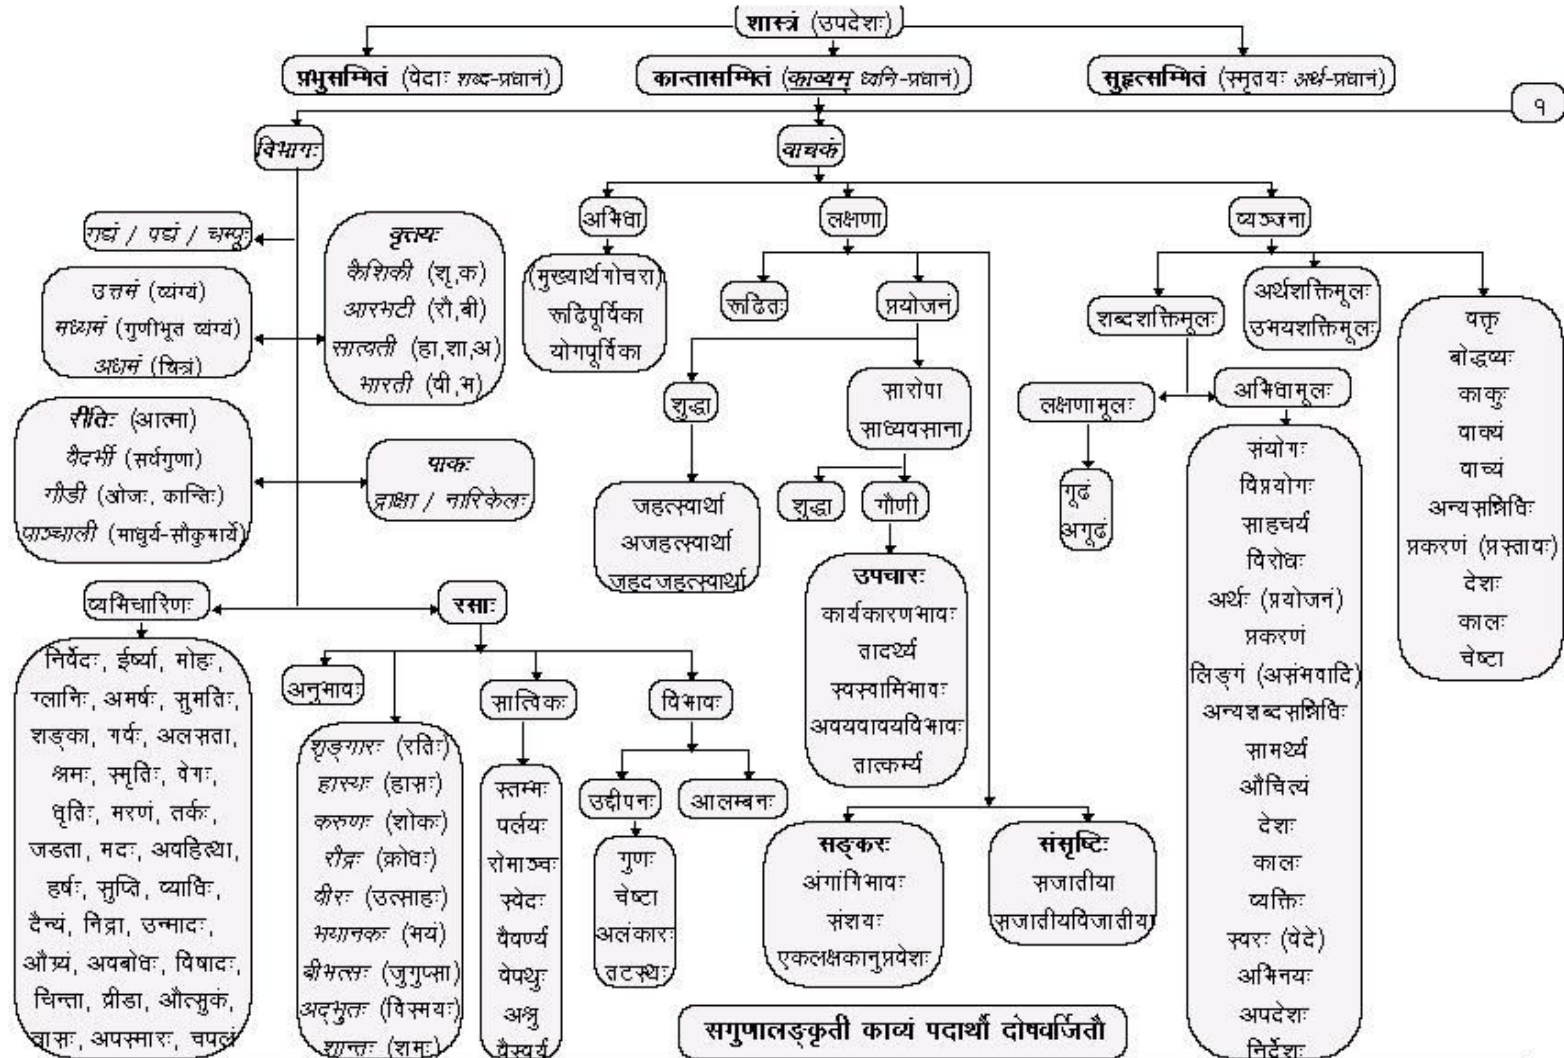 शास्त्रं (उपदेशः)
प्रभुसम्मितं (वेदाः शब्द-प्रधानं)
कान्तासम्मितं (काव्यम् ध्वनि-प्रधानं)
सुहृत्सम्मितं (स्मृतयः अर्थ-प्रधानं)
१
विभागः
वाचकं
गद्यं / पद्यं / चम्पूः
उत्तमं (व्यंग्यं)
मध्यमं (गुणीभूत व्यंग्यं)
अधमं (चित्रं)
वृत्तयः
कैशिकी (शृ,क)
आरभटी (रौ,बी)
सात्वती (हा,शा,अ)
भारती (वी,भ)
रीतिः (आत्मा)
वैदर्भी (सर्वगुणा)
गौडी (ओजः, कान्तिः)
पाञ्चाली (माधुर्य-सौकुमार्ये)
पाकः
द्राक्षा / नारिकेलः
अभिधा
लक्षणा
व्यञ्जना
(मुख्यार्थगोचरा)
रूढिपूर्विका
योगपूर्विका
रूढितः
प्रयोजनं
शुद्धा
सारोपा
साध्यवसाना
जहत्स्वार्था
अजहत्स्वार्था
जहदजहत्स्वार्था
शुद्धा
गौणी
उपचारः
कार्यकारणभावः
तादर्थ्य
स्वस्वामिभावः
अवयवावयविभावः
तात्कर्म्य
शब्दशक्तिमूलः
अर्थशक्तिमूलः
उभयशक्तिमूलः
वक्तृ
बोद्धव्यः
काकुः
वाक्यं
वाच्यं
अन्यसन्निधिः
प्रकरणं (प्रस्तावः)
देशः
कालः
चेष्टा
लक्षणामूलः
अभिधामूलः
गूढं
अगूढं
संयोगः
विप्रयोगः
साहचर्य
विरोधः
अर्थः (प्रयोजनं)
प्रकरणं
लिङ्गं (असंभवादि)
अन्यशब्दसन्निधिः
सामर्थ्य
औचित्यं
देशः
कालः
व्यक्तिः
स्वरः (वेदे)
अभिनयः
अपदेशः
निर्देशः
व्यभिचारिणः
रसाः
निर्वेदः, ईर्ष्या, मोहः,
ग्लानिः, अमर्षः, सुमतिः,
शङ्का, गर्वः, अलसता,
श्रमः, स्मृतिः, वेगः,
धृतिः, मरणं, तर्कः,
जडता, मदः, अवहित्था,
हर्षः, सुप्ति, व्याधिः,
दैन्यं, निद्रा, उन्मादः,
औग्र्यं, अवबोधः, विषादः,
चिन्ता, व्रीडा, औत्सुकं,
त्रासः, अपस्मारः, चपलं
अनुभावः
सात्विकः
विभावः
शृङ्गारः (रतिः)
हास्यः (हासः)
करुणः (शोकः)
रौद्रः (क्रोधः)
वीरः (उत्साहः)
भयानकः (भयं)
बीभत्सः (जुगुप्सा)
अद्भुतः (विस्मयः)
शान्तः (शमः)
स्तम्भः
पर्लयः
रोमाञ्चः
स्वेदः
वैवर्ण्य
वेपथुः
अश्रु
वैस्वर्य
उद्दीपनः
आलम्बनः
गुणः
चेष्टा
अलंकारः
तटस्थः
सङ्करः
अंगांगिभावः
संशयः
एकलक्षकानुप्रवेशः
संसृष्टिः
सजातीया
सजातीयविजातीया
सगुणालङ्कृती काव्यं पदार्थौ दोषवर्जितौ